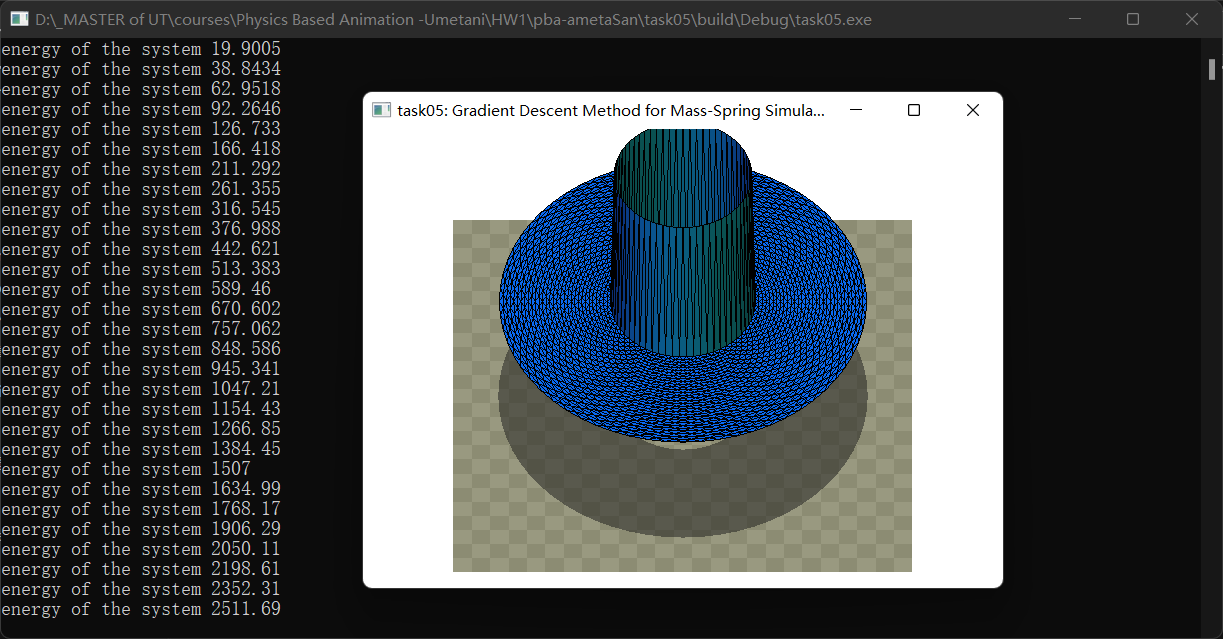 D:\_MASTER of UT\courses\Physics Based Animation -Umetani\HW1\pba-ametaSan\task05\build\Debug\task05.exe
energy of the system 19.9005
energy of the system 38.8434
energy of the system 62.9518
energy of the system 92.2646
energy of the system 126.733
energy of the system 166.418
energy of the system 211.292
energy of the system 261.355
energy of the system 316.545
energy of the system 376.988
energy of the system 442.621
energy of the system 513.383
energy of the system 589.46
energy of the system 670.602
energy of the system 757.062
energy of the system 848.586
energy of the system 945.341
energy of the system 1047.21
energy of the system 1154.43
energy of the system 1266.85
energy of the system 1384.45
energy of the system 1507
energy of the system 1634.99
energy of the system 1768.17
energy of the system 1906.29
energy of the system 2050.11
energy of the system 2198.61
energy of the system 2352.31
energy of the system 2511.69
task05: Gradient Descent Method for Mass-Spring Simula...